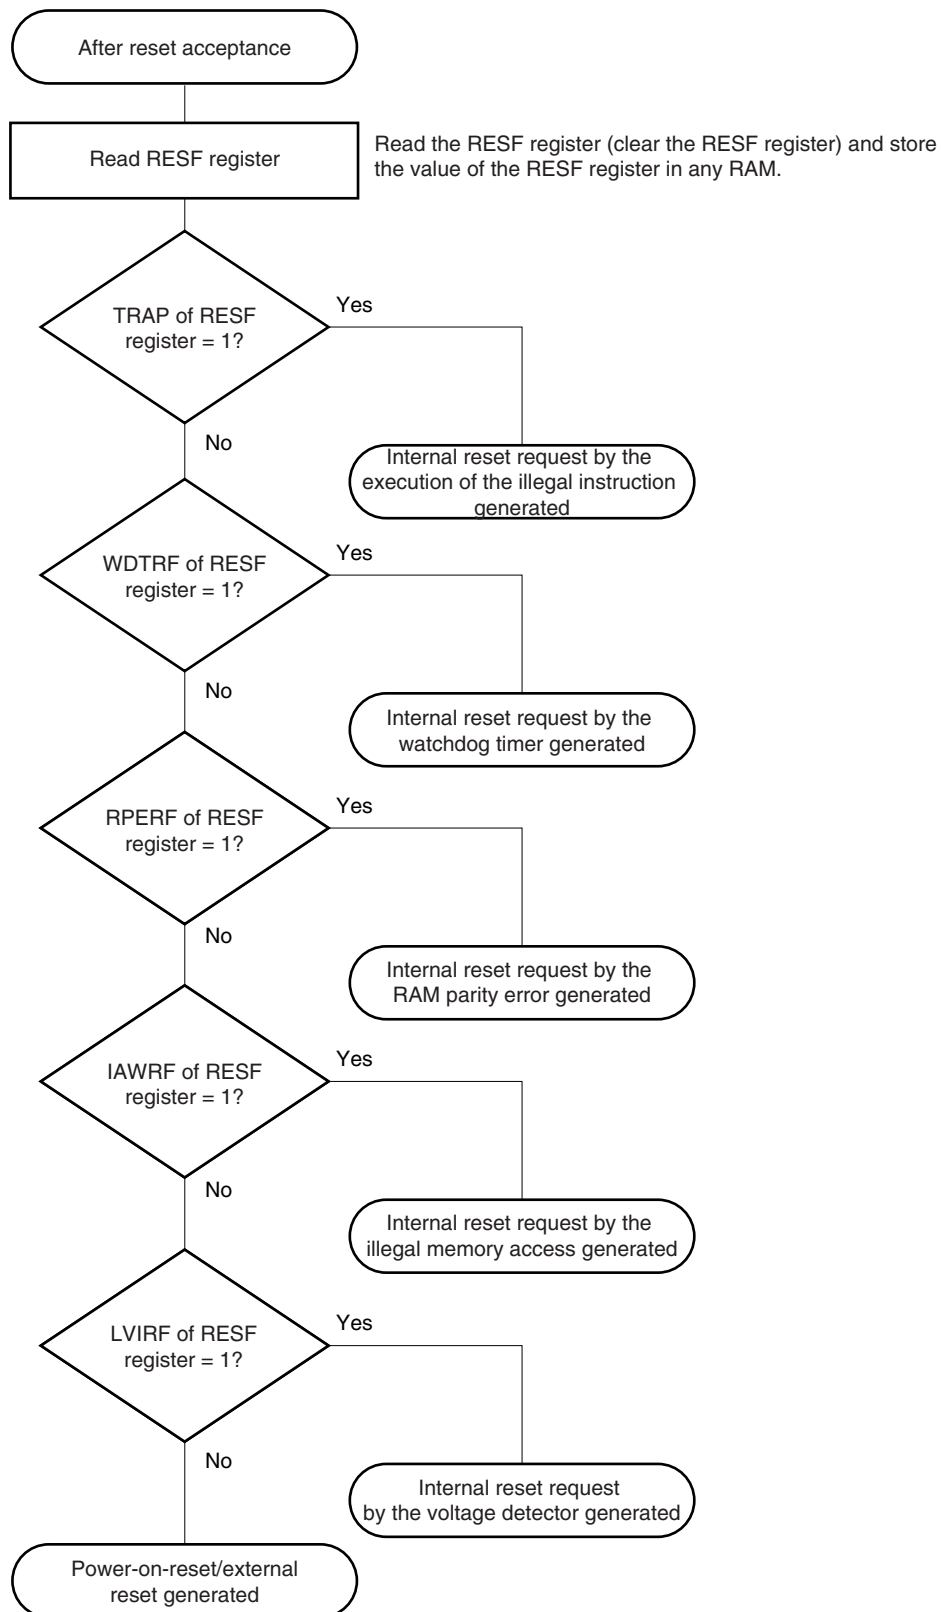 After reset acceptance
Read RESF register
Read the RESF register (clear the RESF register) and store
the value of the RESF register in any RAM.
TRAP of RESF
register = 1?
Yes
No
Internal reset request by the
execution of the illegal instruction
generated
WDTRF of RESF
register = 1?
Yes
No
Internal reset request by the
watchdog timer generated
RPERF of RESF
register = 1?
Yes
No
Internal reset request by the
RAM parity error generated
IAWRF of RESF
register = 1?
Yes
No
Internal reset request by the
illegal memory access generated
LVIRF of RESF
register = 1?
Yes
No
Internal reset request
by the voltage detector generated
Power-on-reset/external
reset generated